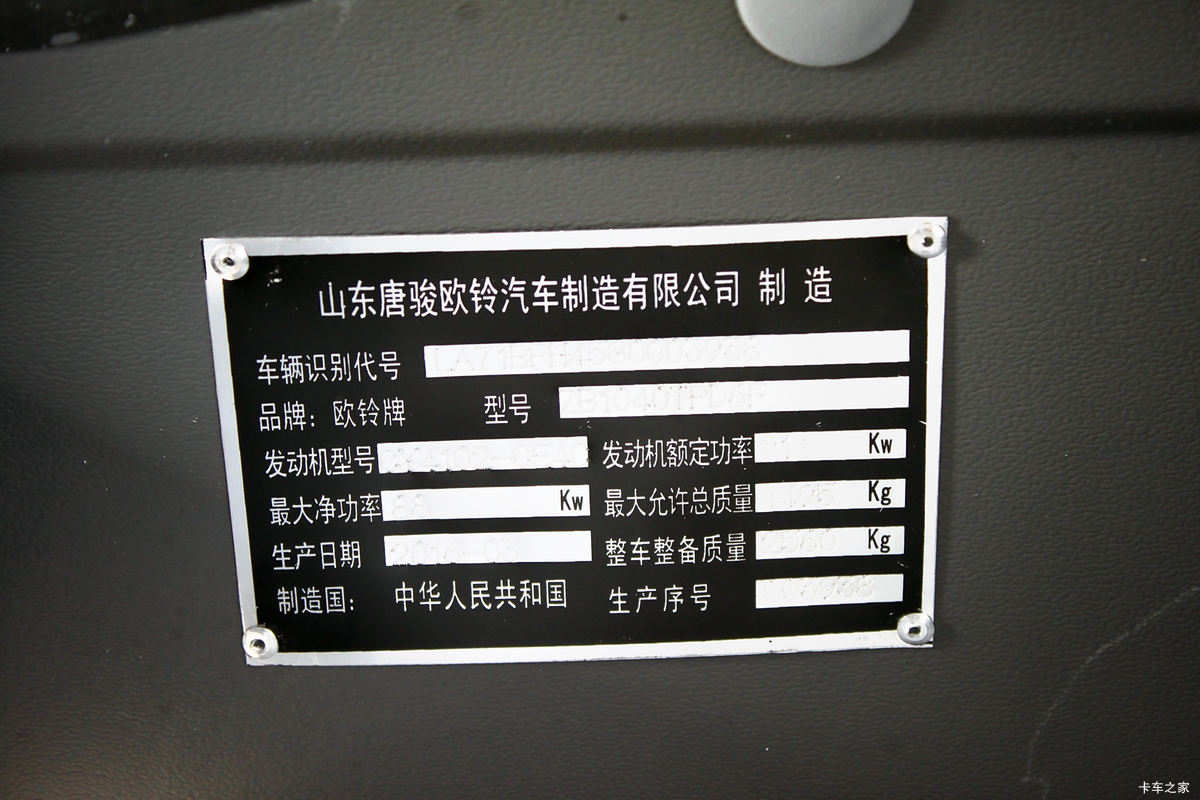 山东唐骏欧铃汽车制造有限公司 制 造
车辆识别代号
品牌：欧铃牌 型号
发动机型号 发动机额定功率 Kw
最大净功率 88 Kw 最大允许总质量 Kg
生产日期 2016-03 整车整备质量 2560 Kg
制造国： 中华人民共和国 生产序号
卡车之家